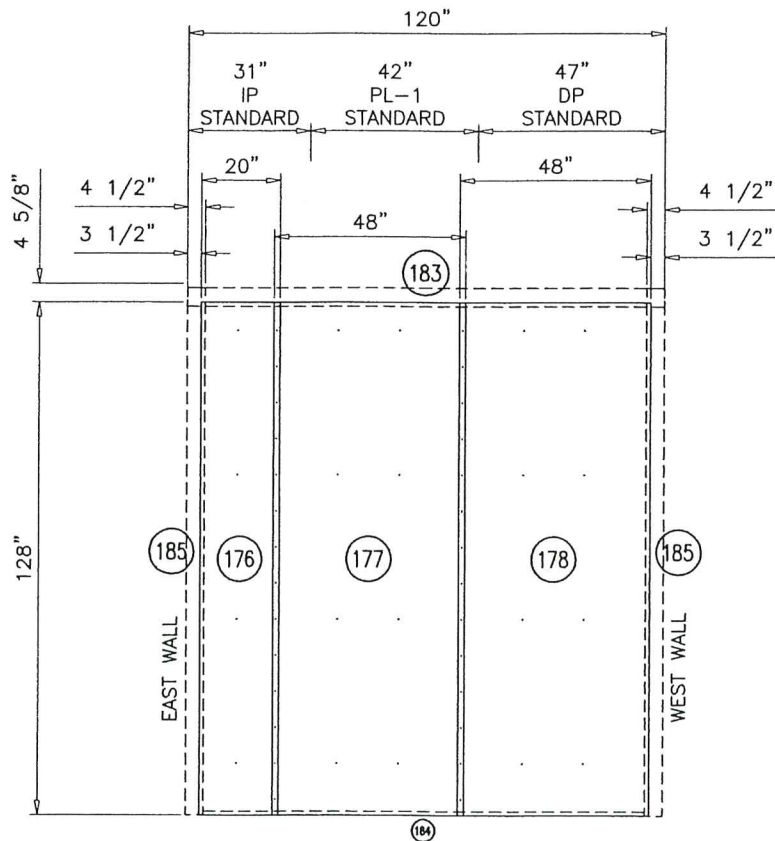 120”
31” 42” 47”
IP PL-1 DP
STANDARD STANDARD STANDARD
20” 48”
4 5/8” 4 1/2” 4 1/2”
3 1/2” 48” 3 1/2”
183
128”
185 176 177 178 185
EAST WALL WEST WALL
184